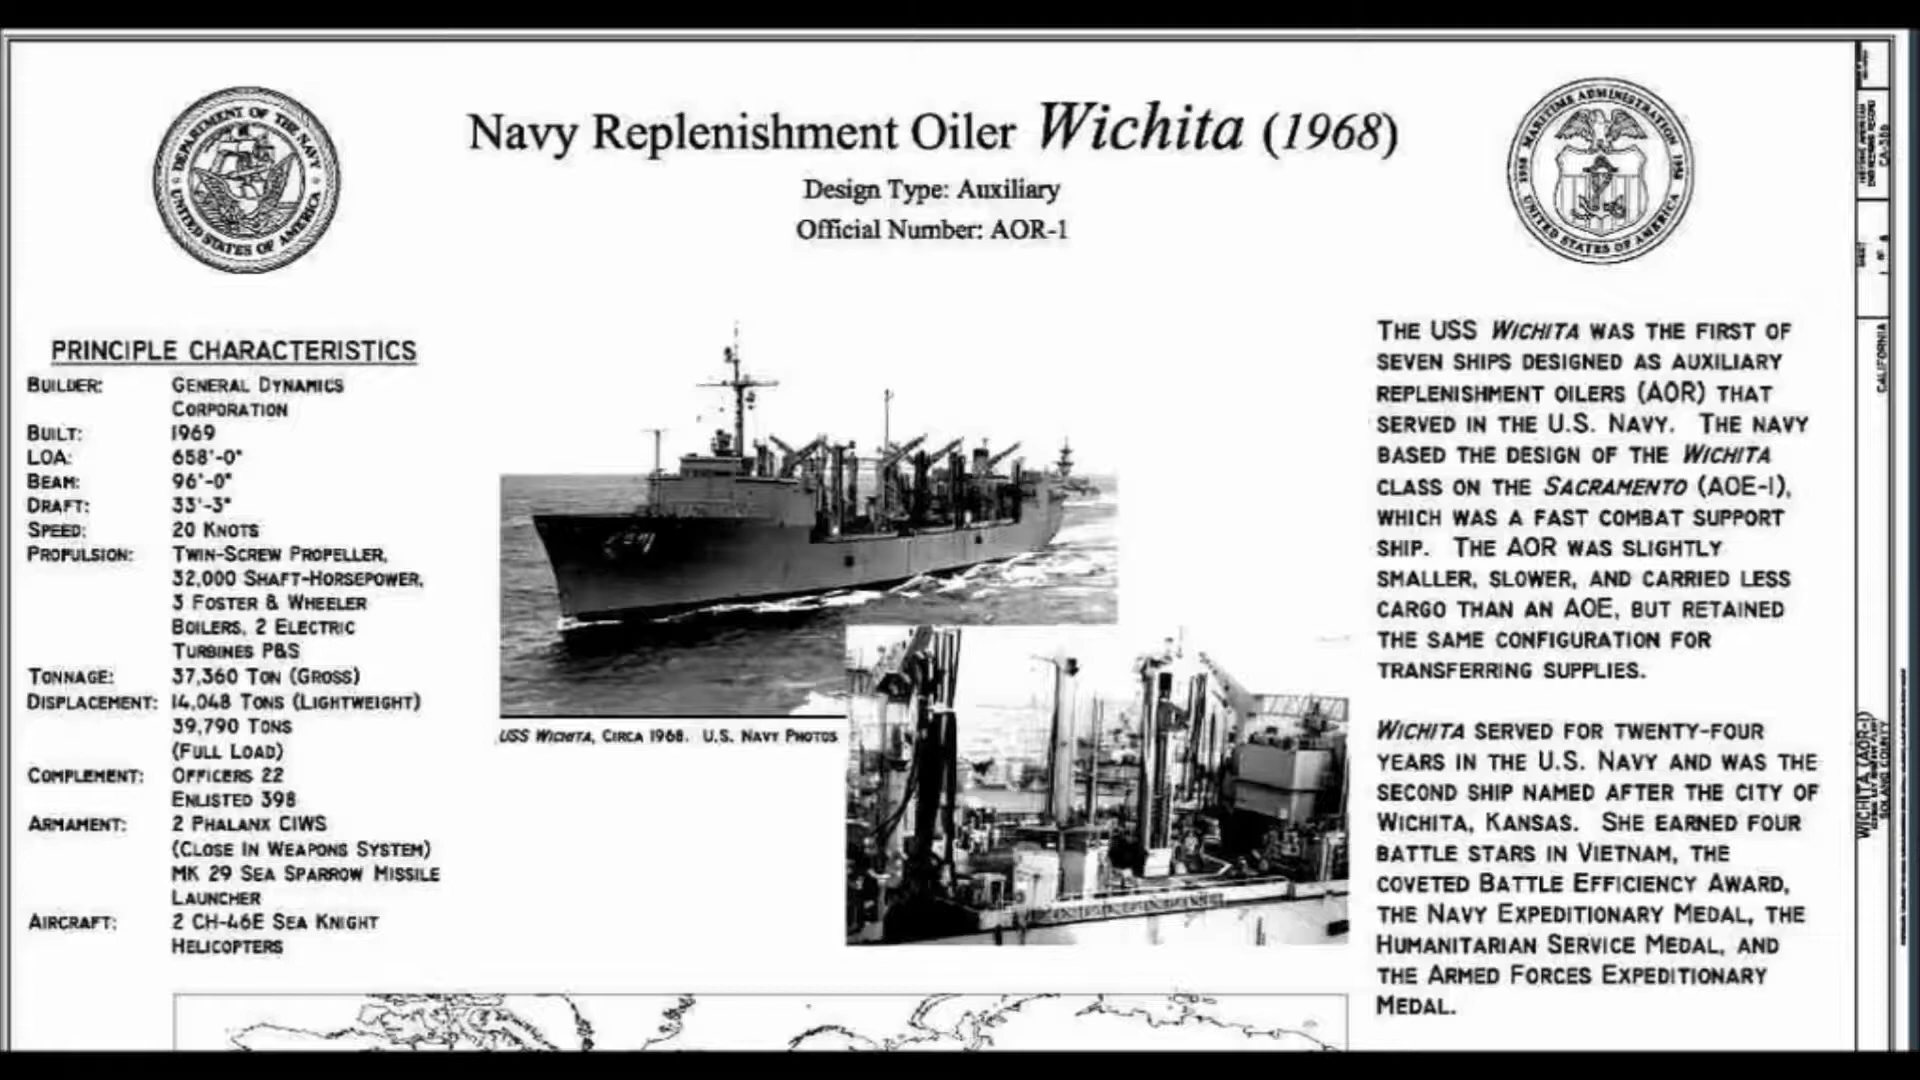 Navy Replenishment Oiler Wichita (1968)
Design Type: Auxiliary
Official Number: AOR-1
DEPARTMENT OF THE NAVY
UNITED STATES OF AMERICA
MARITIME ADMINISTRATION
UNITED STATES OF AMERICA
PRINCIPLE CHARACTERISTICS
BUILDER: GENERAL DYNAMICS
CORPORATION
BUILT: 1969
LOA: 658'-0"
BEAM: 96'-0"
DRAFT: 33'-3"
SPEED: 20 KNOTS
PROPULSION: TWIN-SCREW PROPELLER,
32,000 SHAFT-HORSEPOWER,
3 FOSTER & WHEELER
BOILERS, 2 ELECTRIC
TURBINES P&S
TONNAGE: 37,360 TON (GROSS)
DISPLACEMENT: 14,048 TONS (LIGHTWEIGHT)
39,790 TONS
(FULL LOAD)
COMPLEMENT: OFFICERS 22
ENLISTED 398
ARMAMENT: 2 PHALANX CIWS
(CLOSE IN WEAPONS SYSTEM)
MK 29 SEA SPARROW MISSILE
LAUNCHER
AIRCRAFT: 2 CH-46E SEA KNIGHT
HELICOPTERS
USS WICHITA, CIRCA 1968. U.S. NAVY PHOTOS
THE USS WICHITA WAS THE FIRST OF
SEVEN SHIPS DESIGNED AS AUXILIARY
REPLENISHMENT OILERS (AOR) THAT
SERVED IN THE U.S. NAVY. THE NAVY
BASED THE DESIGN OF THE WICHITA
CLASS ON THE SACRAMENTO (AOE-1),
WHICH WAS A FAST COMBAT SUPPORT
SHIP. THE AOR WAS SLIGHTLY
SMALLER, SLOWER, AND CARRIED LESS
CARGO THAN AN AOE, BUT RETAINED
THE SAME CONFIGURATION FOR
TRANSFERRING SUPPLIES.
WICHITA SERVED FOR TWENTY-FOUR
YEARS IN THE U.S. NAVY AND WAS THE
SECOND SHIP NAMED AFTER THE CITY OF
WICHITA, KANSAS. SHE EARNED FOUR
BATTLE STARS IN VIETNAM, THE
COVETED BATTLE EFFICIENCY AWARD,
THE NAVY EXPEDITIONARY MEDAL, THE
HUMANITARIAN SERVICE MEDAL, AND
THE ARMED FORCES EXPEDITIONARY
MEDAL.
CALIFORNIA
WICHITA (AOR-1)
SOLANO COUNTY